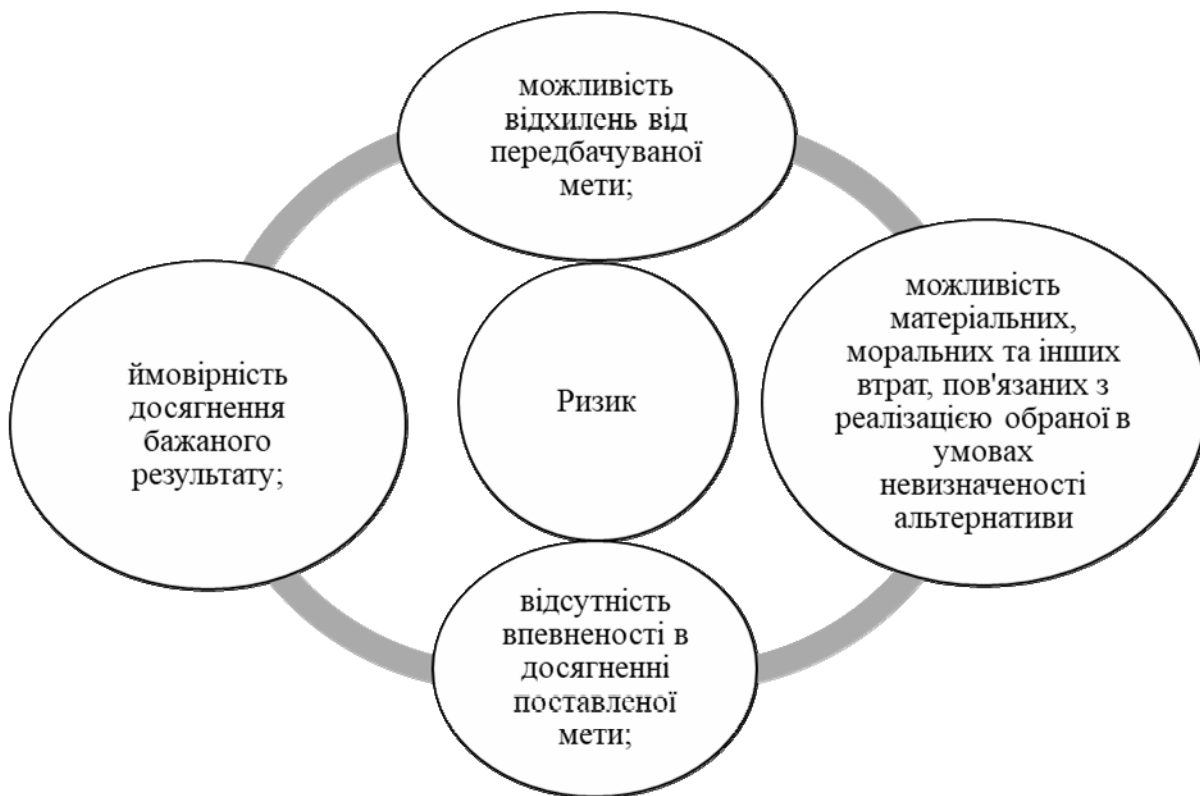 можливість
відхилень від
передбачуваної
мети;
можливість
матеріальних,
моральних та інших
втрат, пов'язаних з
реалізацією обраної в
умовах
невизначеності
альтернативи
ймовірність
досягнення
бажаного
результату;
Ризик
відсутність
впевненості в
досягненні
поставленої
мети;